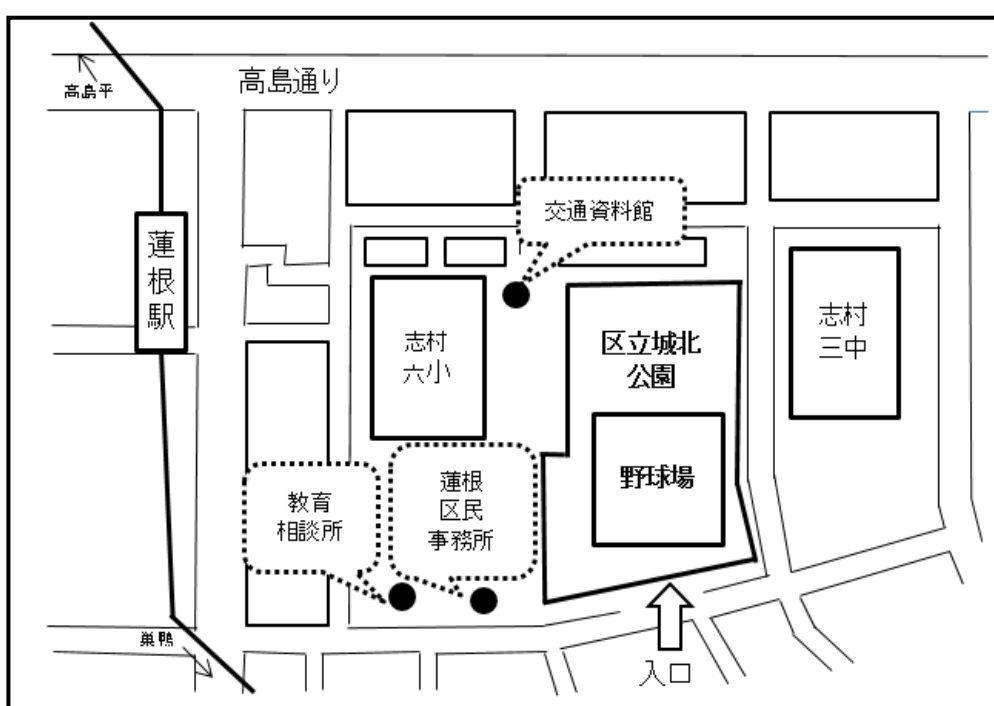 高島平
高島通り
交通資料館
蓮根駅
志村
六小
区立城北
公園
志村
三中
野球場
教育
相談所
蓮根
区民
事務所
巣鴨
入口